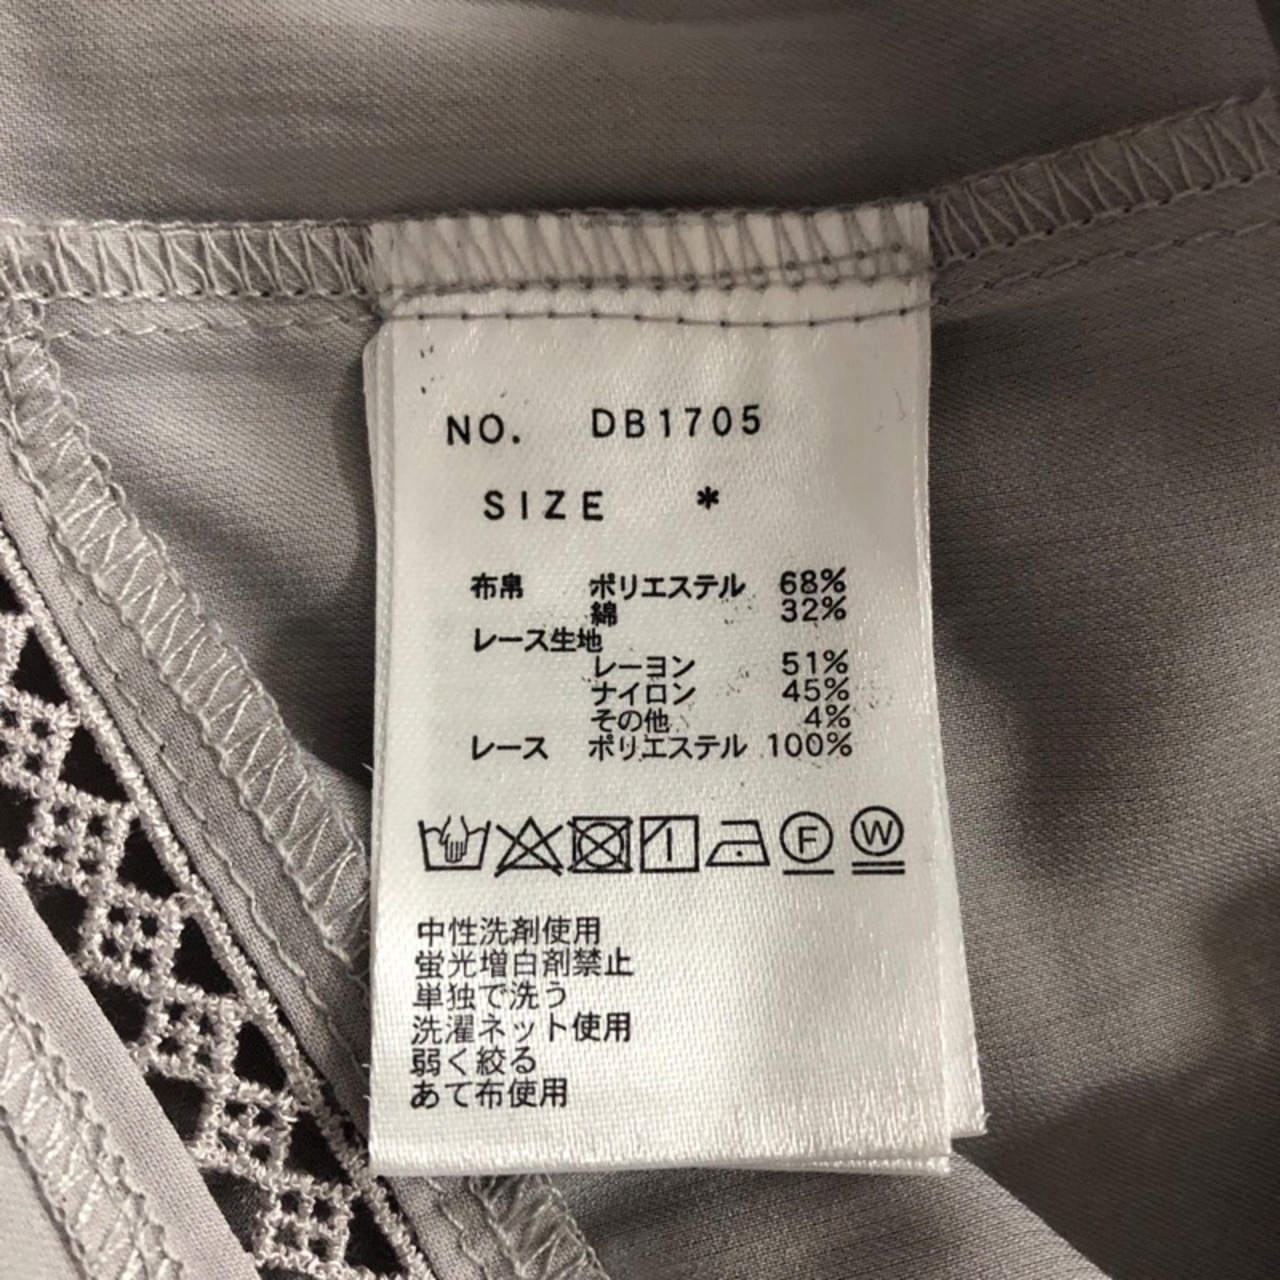 NO. DB1705
SIZE *
布帛 ポリエステル 68%
綿 32%
レース生地
レーヨン 51%
ナイロン 45%
その他 4%
レース ポリエステル 100%
F W
中性洗剤使用
蛍光増白剤禁止
単独で洗う
洗濯ネット使用
弱く絞る
あて布使用